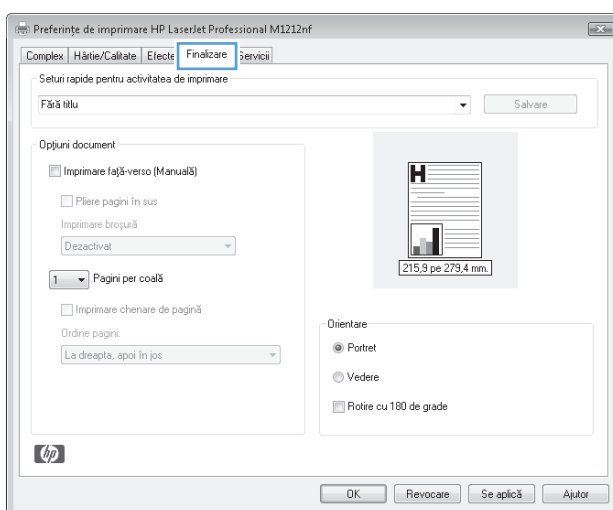 Preferințe de imprimare HP LaserJet Professional M1212nf
Complex Hârtie/Calitate Efecte Finalizare Servicii
Seturi rapide pentru activitatea de imprimare
Fără titlu Salvare
Opțiuni document
Imprimare față-verso (Manuală)
Pliere pagini în sus
Imprimare broșură
Dezactivat
1 Pagini per coală
Imprimare chenare de pagină
Ordine pagini:
La dreapta, apoi în jos
H
215,9 pe 279,4 mm.
Orientare
Portret
Vedere
Rotire cu 180 de grade
hp
OK Revocare Se aplică Ajutor